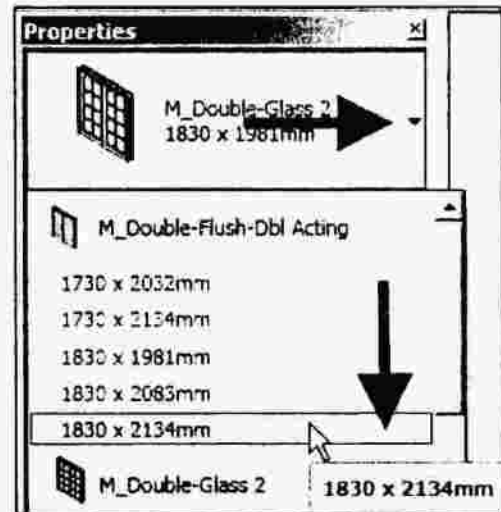 Properties
M_Double-Glass 2
1830 x 1981mm
M_Double-Flush-Dbl Acting
1730 x 2032mm
1730 x 2134mm
1830 x 1981mm
1830 x 2083mm
1830 x 2134mm
M_Double-Glass 2
1830 x 2134mm